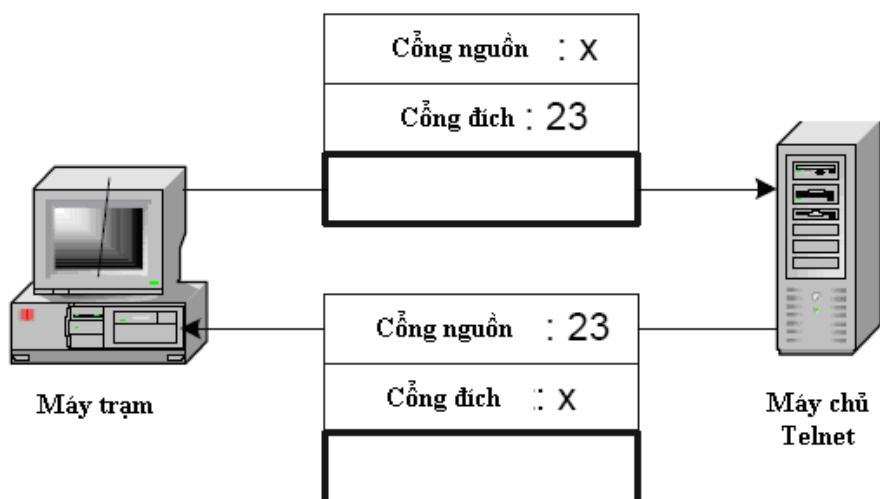 Cổng nguồn : x
Cổng đích : 23
Cổng nguồn : 23
Cổng đích : x
Máy trạm
Máy chủ
Telnet